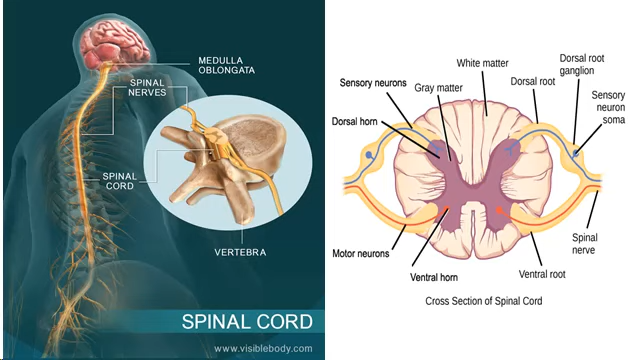 MEDULLA
OBLONGATA
SPINAL
NERVES
SPINAL
CORD
VERTEBRA
SPINAL CORD
www.visiblebody.com
White matter
Dorsal root
ganglion
Sensory neurons
Gray matter
Dorsal root
Sensory
neuron
soma
Dorsal horn
Motor neurons
Ventral horn
Ventral root
Spinal
nerve
Cross Section of Spinal Cord